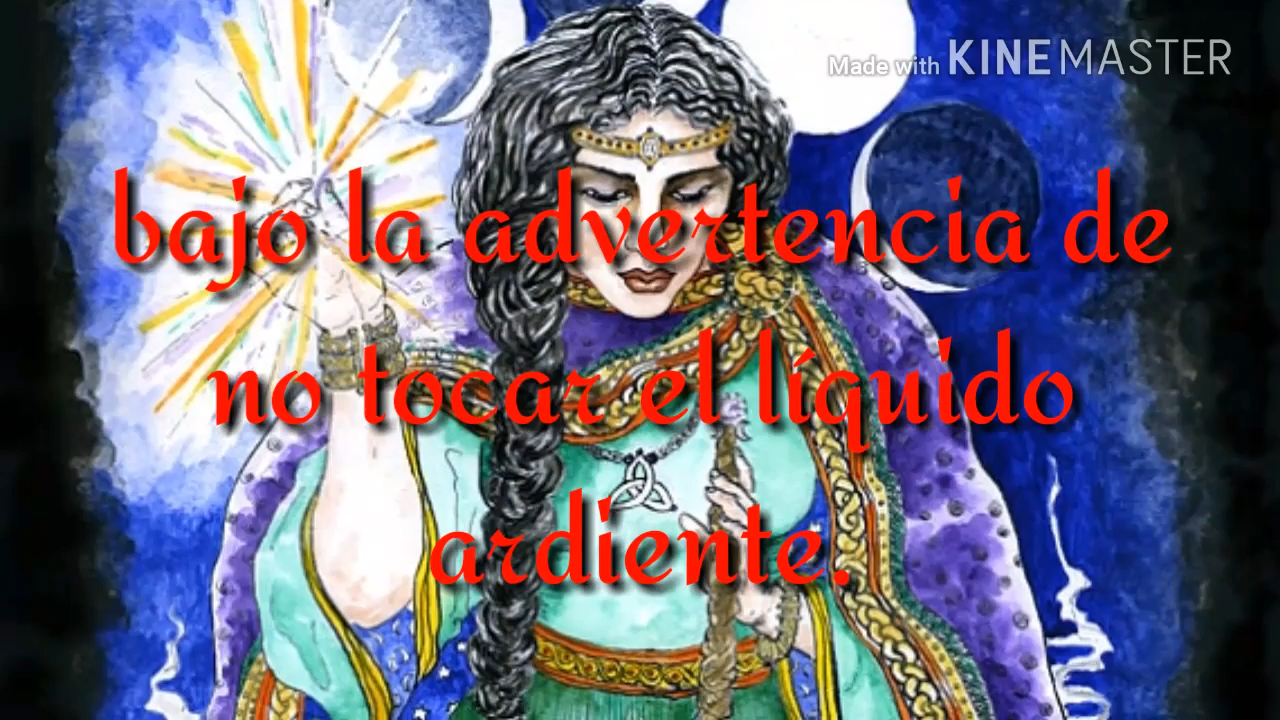 Made with KINEMASTER
bajo la advertencia de
no tocar el líquido
ardiente.